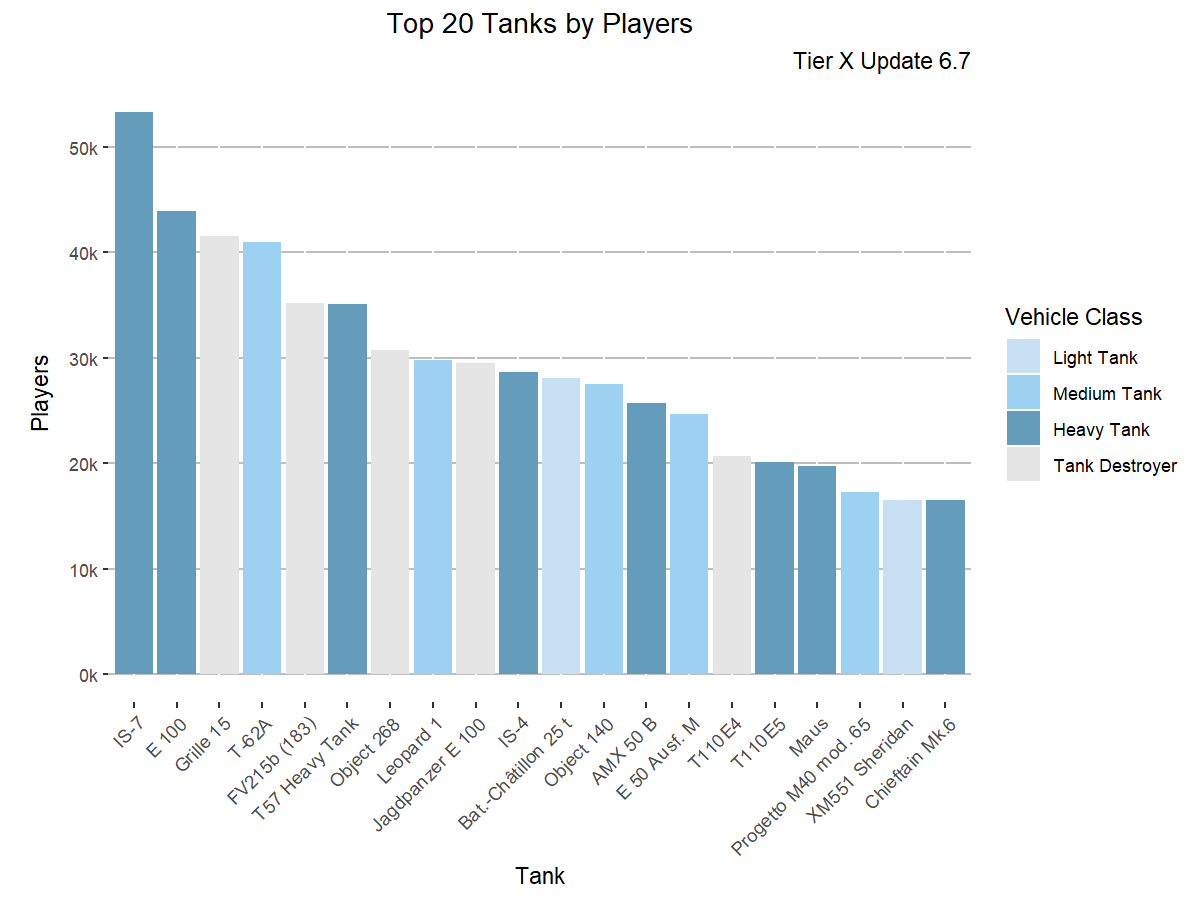 Top 20 Tanks by Players
Tier X Update 6.7
Players
50k
40k
30k
20k
10k
0k
IS-7
E 100
Grille 15
T-62A
FV215b (183)
T57 Heavy Tank
Object 268
Leopard 1
Jagdpanzer E 100
IS-4
Bat.-Châtillon 25 t
Object 140
AMX 50 B
E 50 Ausf. M
T110E4
T110E5
Maus
Progetto M40 mod. 65
XM551 Sheridan
Chieftain Mk.6
Tank
Vehicle Class
Light Tank
Medium Tank
Heavy Tank
Tank Destroyer